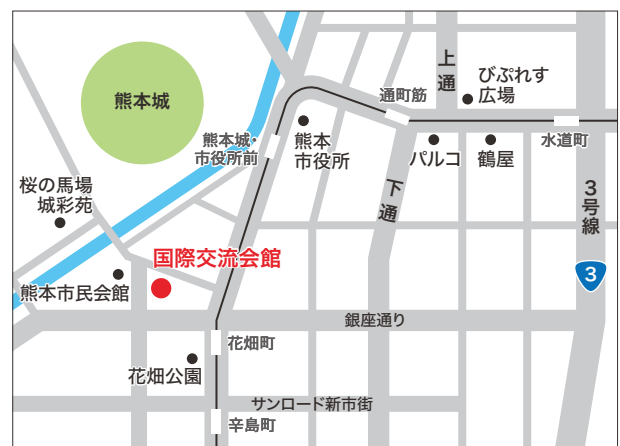 熊本城
上通
びぷれす
広場
通町筋
熊本城・
市役所前
熊本
市役所
パルコ
鶴屋
水道町
桜の馬場
城彩苑
下通
3号線
3
国際交流会館
熊本市民会館
銀座通り
花畑町
花畑公園
サンロード新市街
辛島町